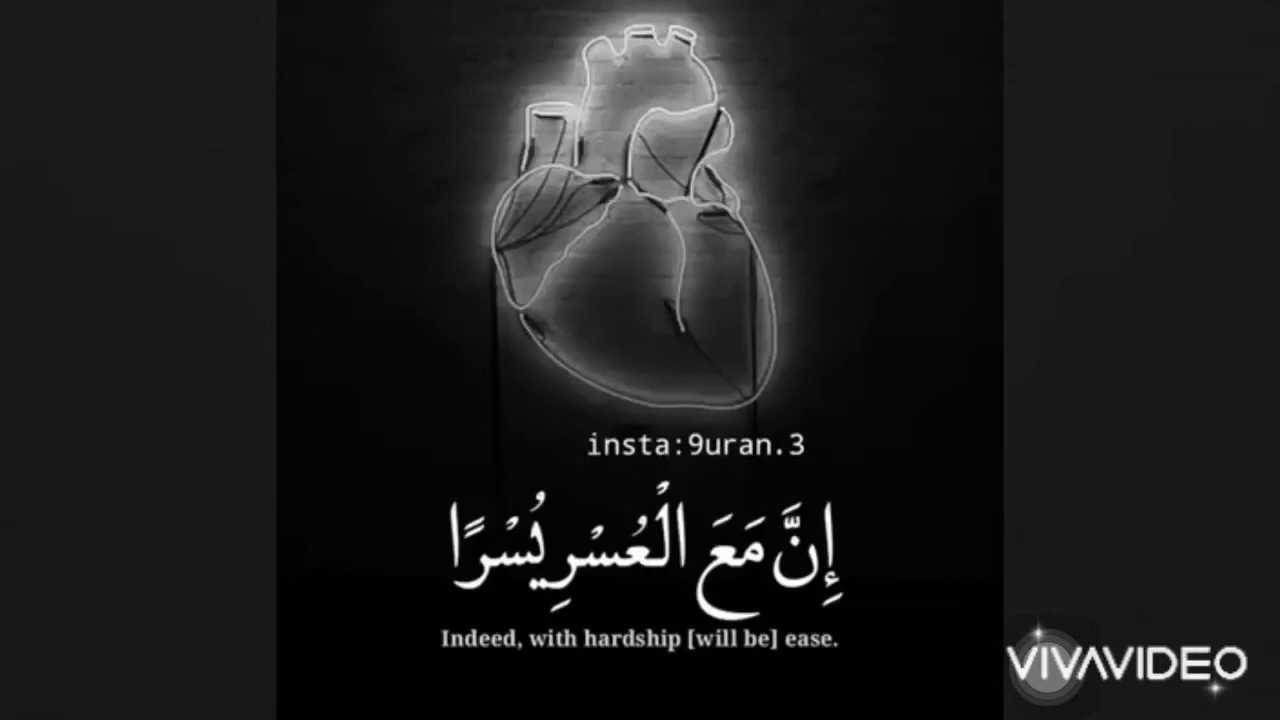 insta:9uran.3
إِنَّ مَعَ الْعُسْرِ يُسْرًا
Indeed, with hardship [will be] ease.
VIVAVIDEO